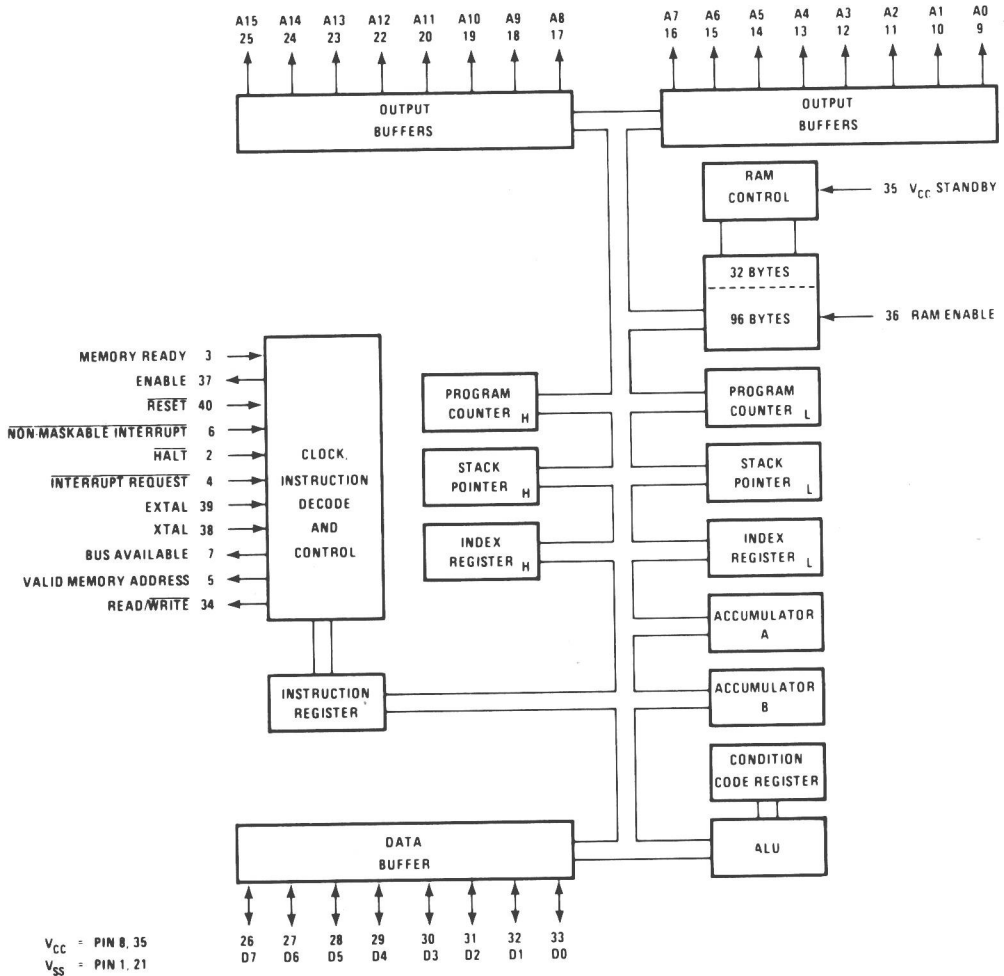 A15 A14 A13 A12 A11 A10 A9 A8 A7 A6 A5 A4 A3 A2 A1 A0
25 24 23 22 20 19 18 17 16 15 14 13 12 11 10 9
OUTPUT
BUFFERS
OUTPUT
BUFFERS
RAM
CONTROL
35 VCC STANDBY
32 BYTES
96 BYTES
36 RAM ENABLE
MEMORY READY 3
ENABLE 37
RESET 40
NON-MASKABLE INTERRUPT 6
HALT 2
INTERRUPT REQUEST 4
EXTAL 39
XTAL 38
BUS AVAILABLE 7
VALID MEMORY ADDRESS 5
READ/WRITE 34
CLOCK,
INSTRUCTION
DECODE
AND
CONTROL
PROGRAM
COUNTER H
PROGRAM
COUNTER L
STACK
POINTER H
STACK
POINTER L
INDEX
REGISTER H
INDEX
REGISTER L
ACCUMULATOR
A
INSTRUCTION
REGISTER
ACCUMULATOR
B
CONDITION
CODE REGISTER
DATA
BUFFER
ALU
26 27 28 29 30 31 32 33
D7 D6 D5 D4 D3 D2 D1 D0
VCC = PIN 8, 35
VSS = PIN 1, 21